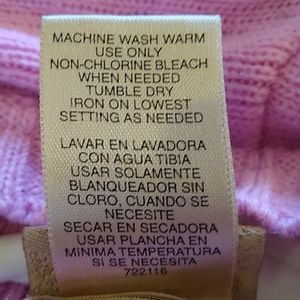 MACHINE WASH WARM
USE ONLY
NON-CHLORINE BLEACH
WHEN NEEDED
TUMBLE DRY
IRON ON LOWEST
SETTING AS NEEDED
LAVAR EN LAVADORA
CON AGUA TIBIA
USAR SOLAMENTE
BLANQUEADOR SIN
CLORO, CUANDO SE
NECESITE
SECAR EN SECADORA
USAR PLANCHA EN
MINIMA TEMPERATURA
SI SE NECESITA
722116